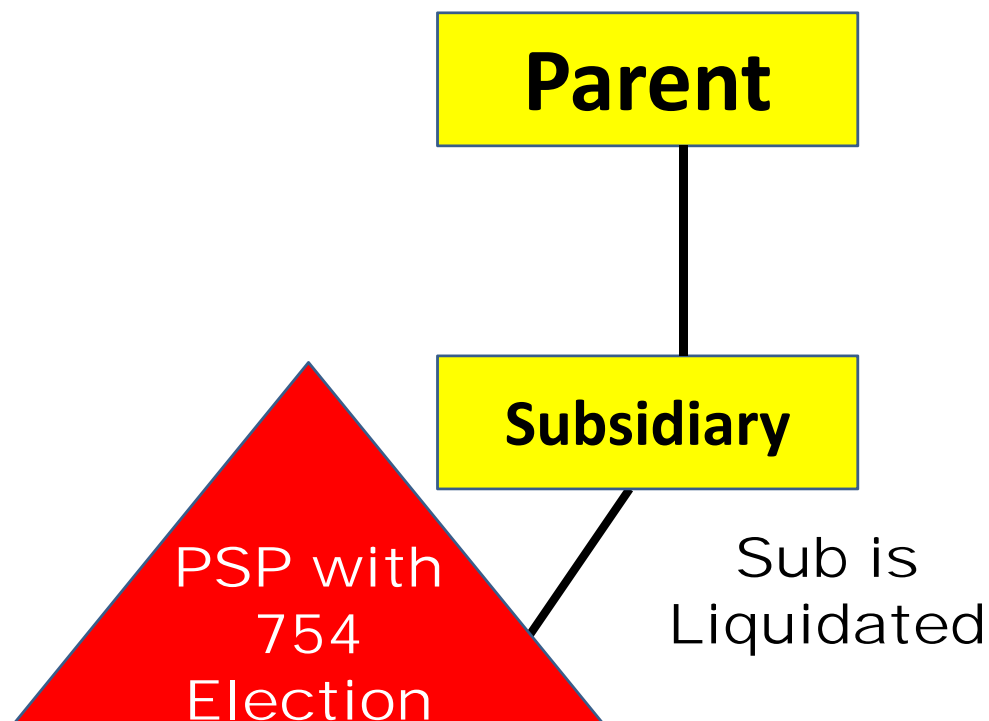 Parent
Subsidiary
PSP with
754
Election
Sub is
Liquidated